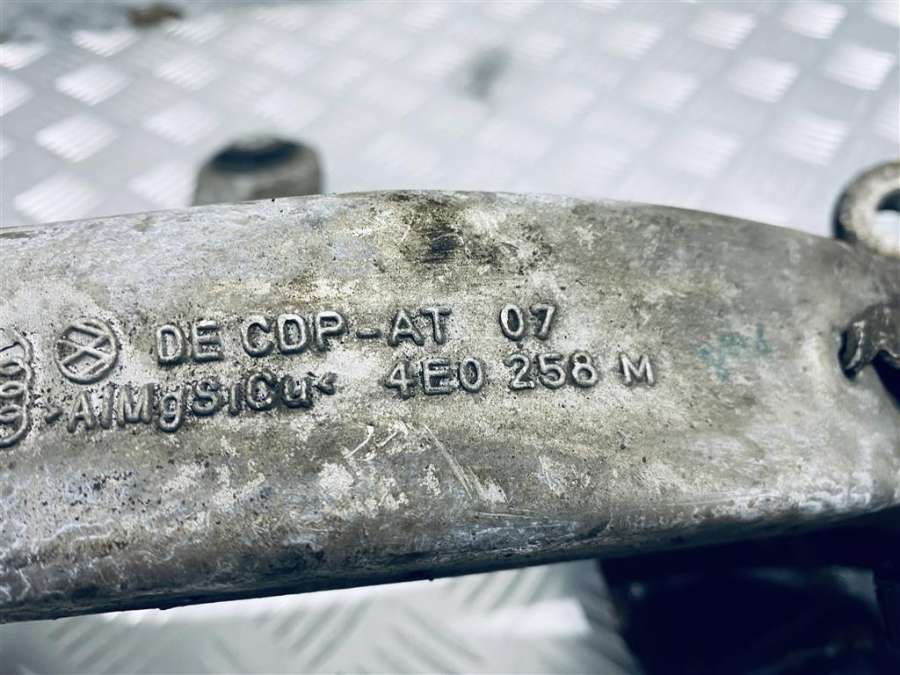 DE CDP-AT 07
>AlMgSiCu< 4E0 258 M